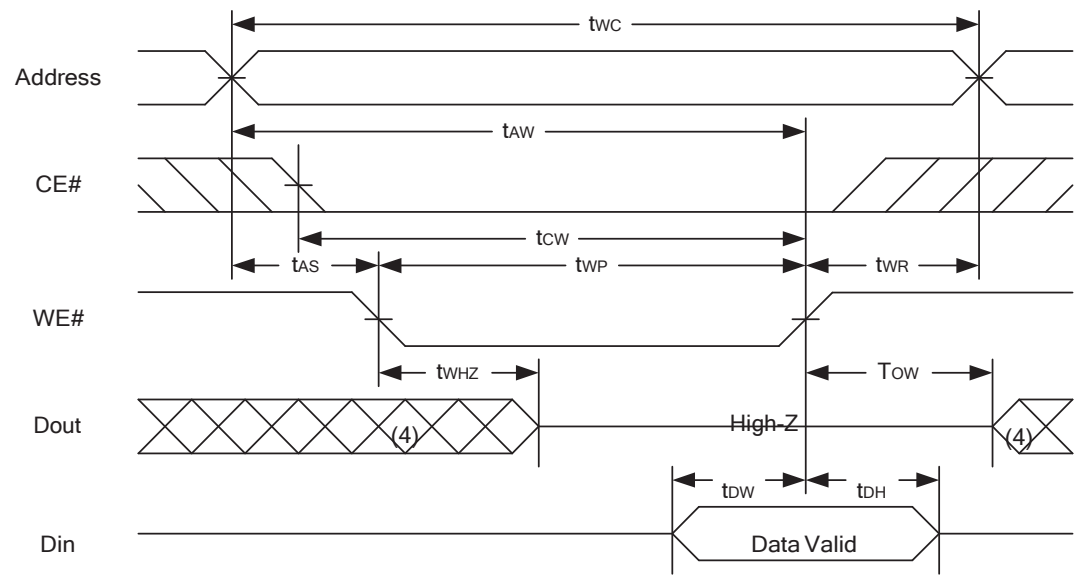 tWC
Address
tAW
CE#
tCW
tAS
tWP
tWR
WE#
tWHZ
TOW
Dout
(4)
High-Z
(4)
tDW
tDH
Din
Data Valid